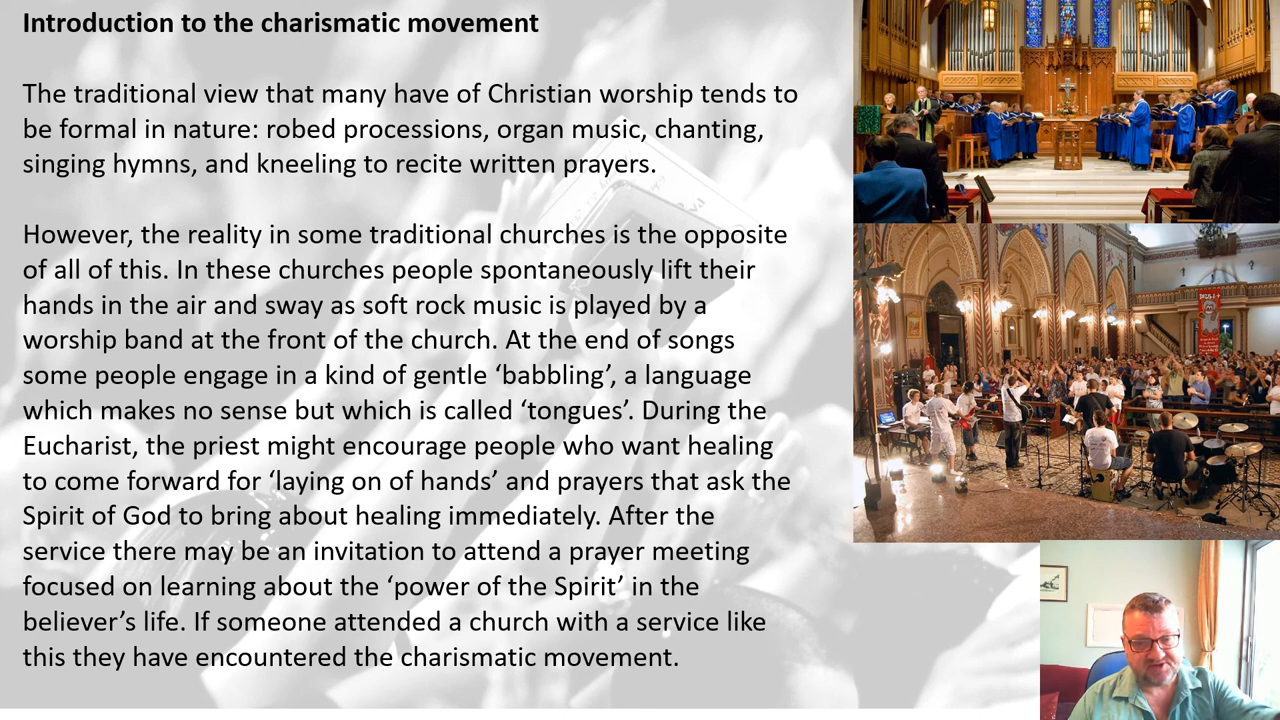 Introduction to the charismatic movement
The traditional view that many have of Christian worship tends to
be formal in nature: robed processions, organ music, chanting,
singing hymns, and kneeling to recite written prayers.
However, the reality in some traditional churches is the opposite
of all of this. In these churches people spontaneously lift their
hands in the air and sway as soft rock music is played by a
worship band at the front of the church. At the end of songs
some people engage in a kind of gentle ‘babbling’, a language
which makes no sense but which is called ‘tongues’. During the
Eucharist, the priest might encourage people who want healing
to come forward for ‘laying on of hands’ and prayers that ask the
Spirit of God to bring about healing immediately. After the
service there may be an invitation to attend a prayer meeting
focused on learning about the ‘power of the Spirit’ in the
believer’s life. If someone attended a church with a service like
this they have encountered the charismatic movement.